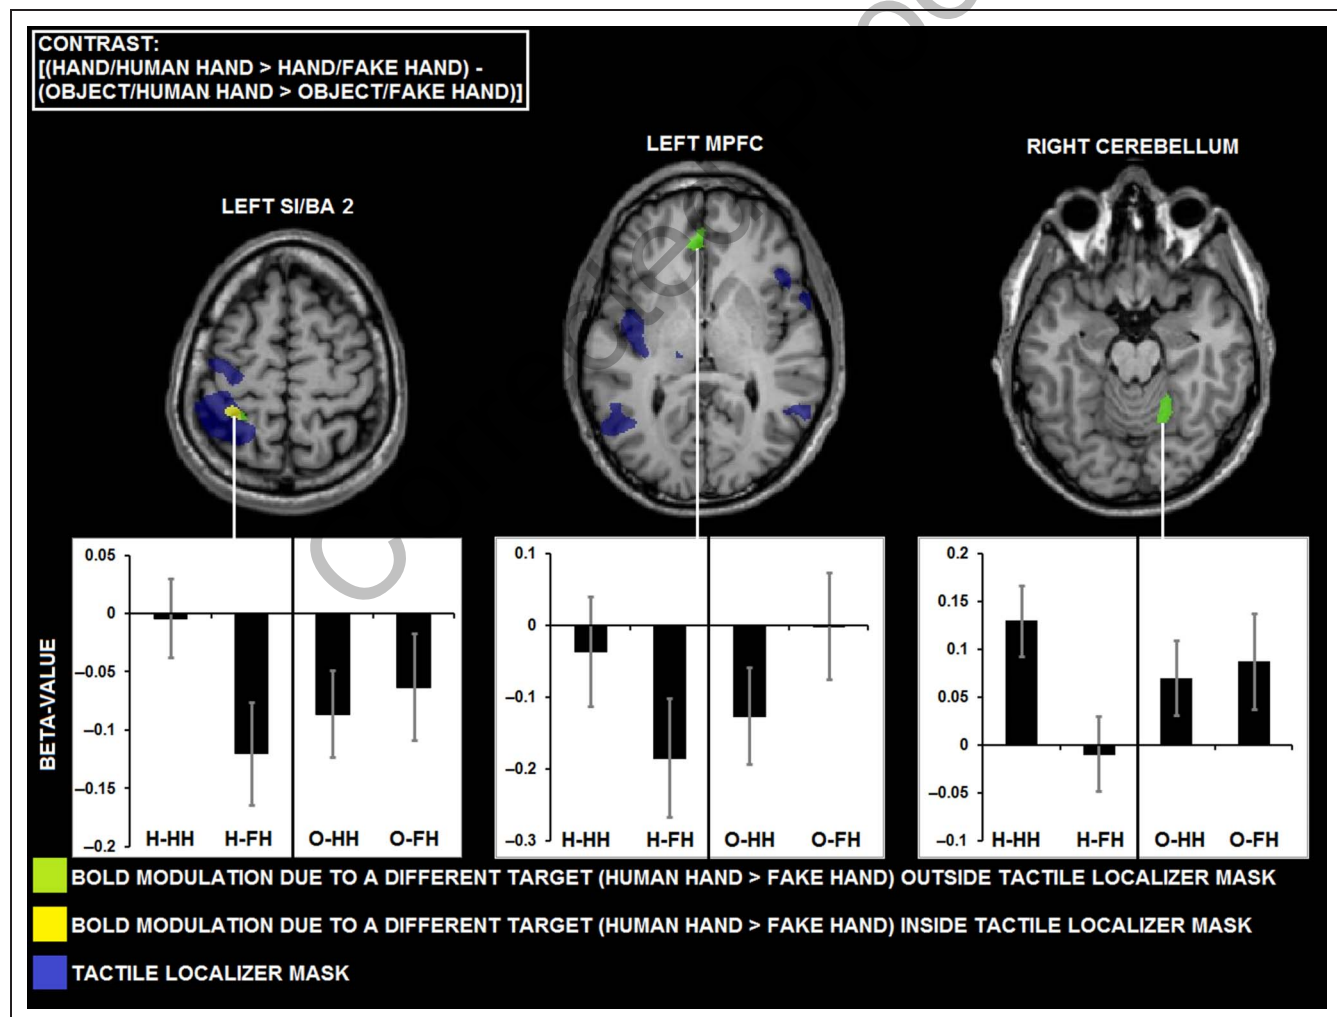 CONTRAST:
[(HAND/HUMAN HAND > HAND/FAKE HAND) -
(OBJECT/HUMAN HAND > OBJECT/FAKE HAND)]
LEFT SI/BA 2
LEFT MPFC
RIGHT CEREBELLUM
BETA-VALUE
0.05
0
–0.05
–0.1
–0.15
–0.2
H-HH H-FH O-HH O-FH
0.1
0
–0.1
–0.2
–0.3
H-HH H-FH O-HH O-FH
0.2
0.15
0.1
0.05
0
–0.05
–0.1
H-HH H-FH O-HH O-FH
BOLD MODULATION DUE TO A DIFFERENT TARGET (HUMAN HAND > FAKE HAND) OUTSIDE TACTILE LOCALIZER MASK
BOLD MODULATION DUE TO A DIFFERENT TARGET (HUMAN HAND > FAKE HAND) INSIDE TACTILE LOCALIZER MASK
TACTILE LOCALIZER MASK